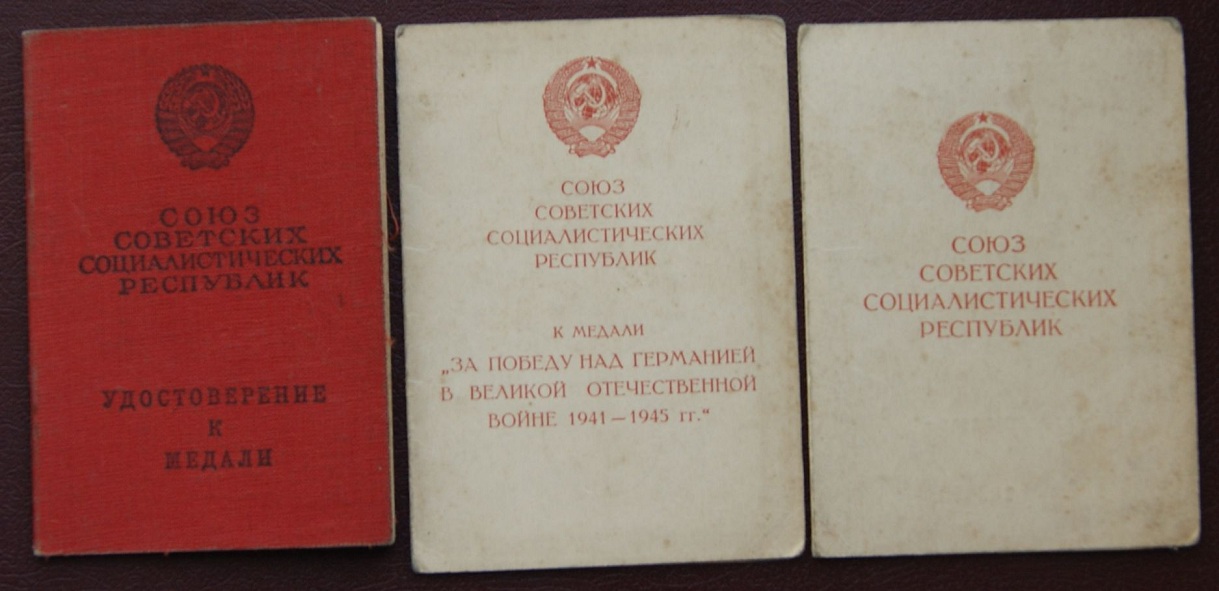 СОЮЗ
СОВЕТСКИХ
СОЦИАЛИСТИЧЕСКИХ
РЕСПУБЛИК
УДОСТОВЕРЕНИЕ
К
МЕДАЛИ
СОЮЗ
СОВЕТСКИХ
СОЦИАЛИСТИЧЕСКИХ
РЕСПУБЛИК
К МЕДАЛИ
„ЗА ПОБЕДУ НАД ГЕРМАНИЕЙ
В ВЕЛИКОЙ ОТЕЧЕСТВЕННОЙ
ВОЙНЕ 1941—1945 гг.“
СОЮЗ
СОВЕТСКИХ
СОЦИАЛИСТИЧЕСКИХ
РЕСПУБЛИК